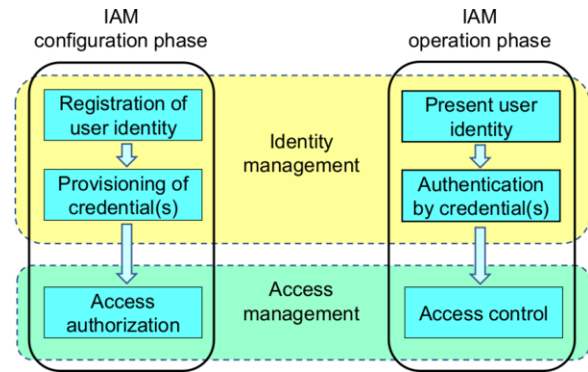 IAM
configuration phase
IAM
operation phase
Registration of
user identity
Provisioning of
credential(s)
Access
authorization
Identity
management
Access
management
Present user
identity
Authentication
by credential(s)
Access control